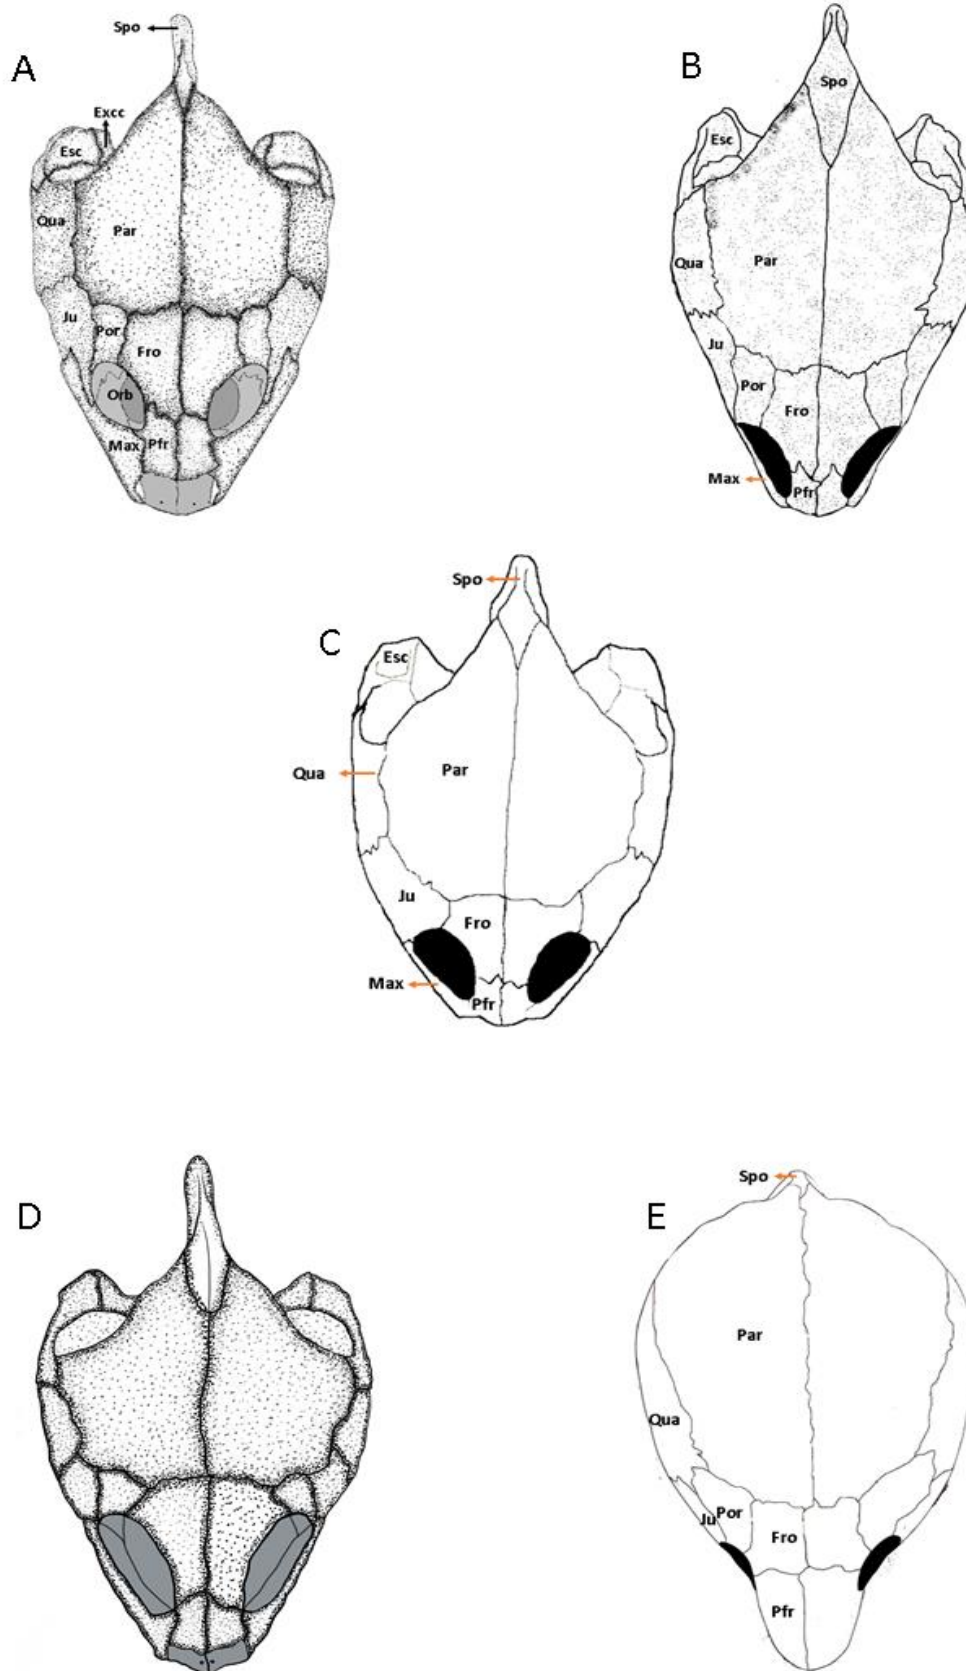 A
Spo
Excc
Esc
Qua
Par
Ju
Por
Fro
Orb
Max
Pfr
B
Spo
Esc
Qua
Par
Ju
Por
Fro
Max
Pfr
C
Spo
Esc
Qua
Par
Ju
Fro
Max
Pfr
D
E
Spo
Par
Qua
Ju
Por
Fro
Pfr